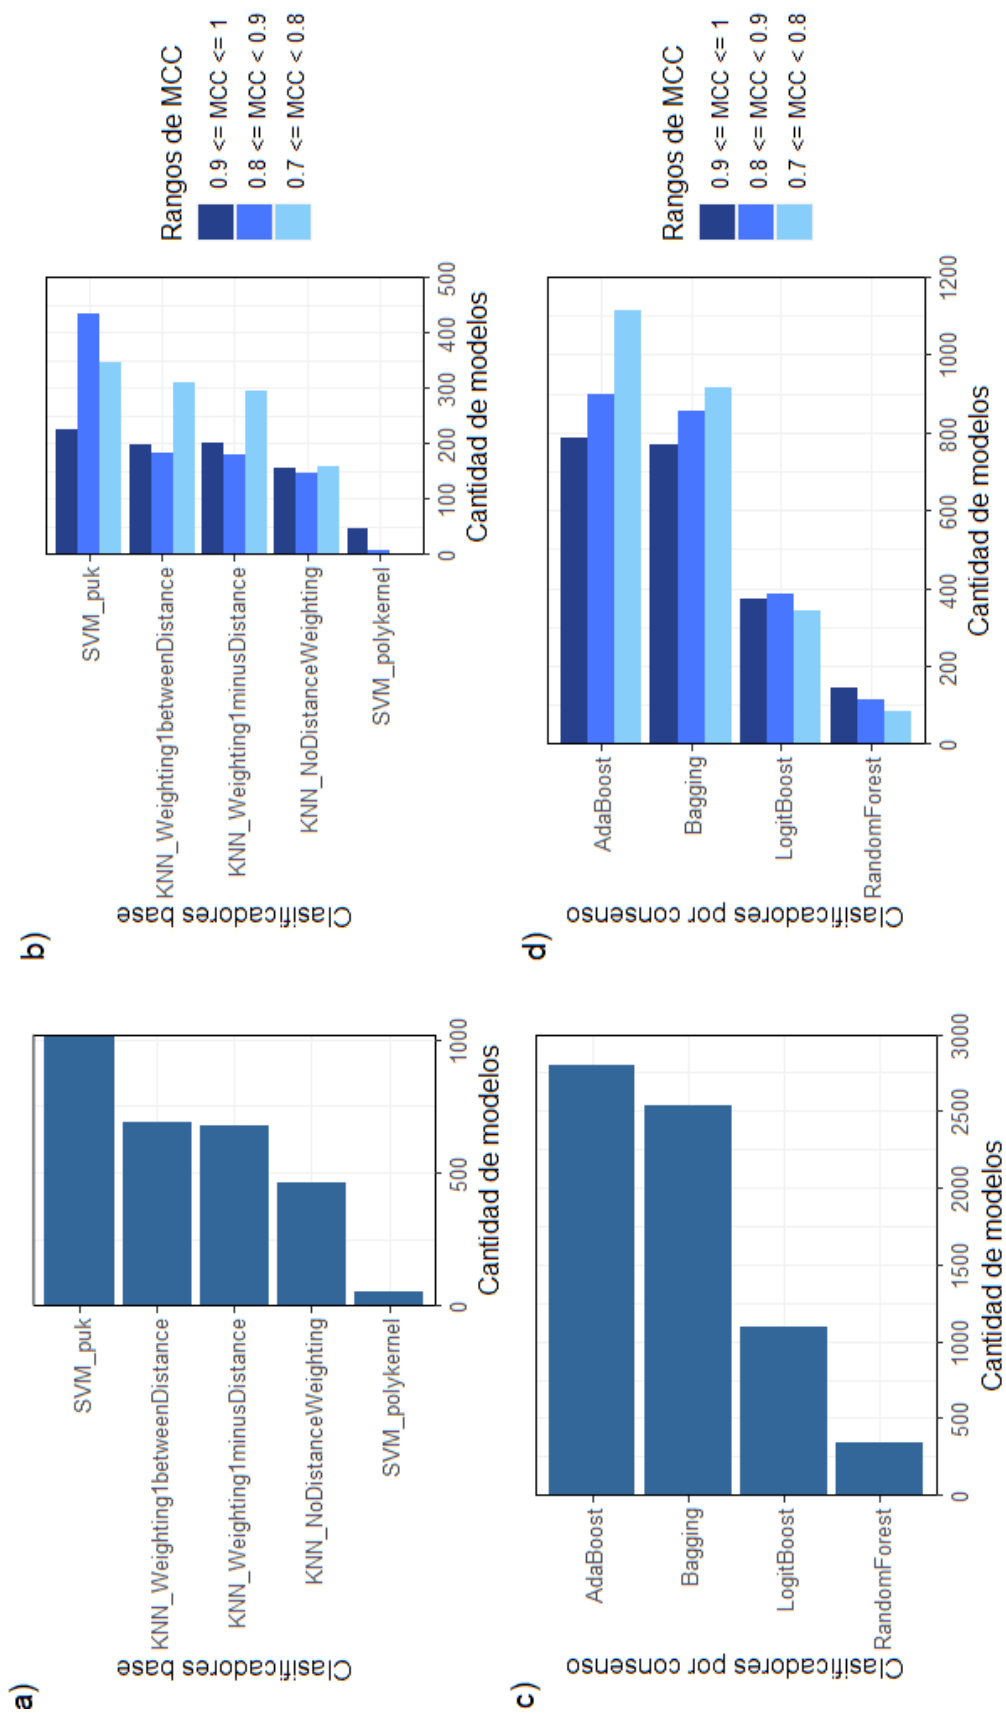 a)
Clasificadores base
SVM_puk
KNN_Weighting1betweenDistance
KNN_Weighting1minusDistance
KNN_NoDistanceWeighting
SVM_polykernel
0 500 1000
Cantidad de modelos
b)
Clasificadores base
SVM_puk
KNN_Weighting1betweenDistance
KNN_Weighting1minusDistance
KNN_NoDistanceWeighting
SVM_polykernel
0 100 200 300 400 500
Cantidad de modelos
Rangos de MCC
0.9 <= MCC <= 1
0.8 <= MCC < 0.9
0.7 <= MCC < 0.8
c)
Clasificadores por consenso
AdaBoost
Bagging
LogitBoost
RandomForest
0 500 1000 1500 2000 2500 3000
Cantidad de modelos
d)
Clasificadores por consenso
AdaBoost
Bagging
LogitBoost
RandomForest
0 200 400 600 800 1000 1200
Cantidad de modelos
Rangos de MCC
0.9 <= MCC <= 1
0.8 <= MCC < 0.9
0.7 <= MCC < 0.8